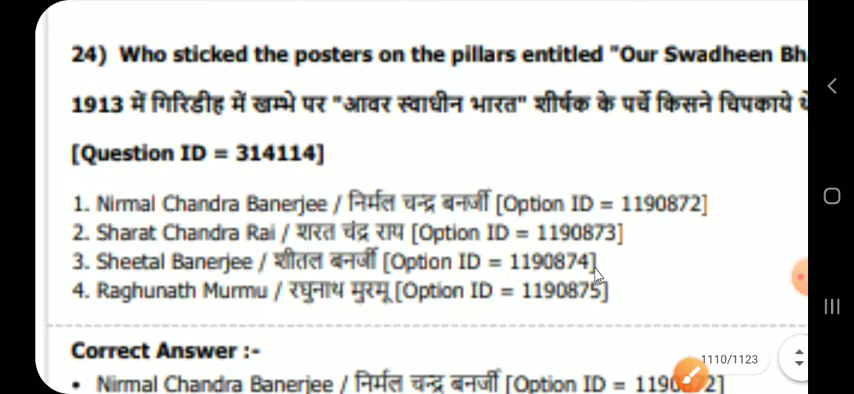 24) Who sticked the posters on the pillars entitled "Our Swadheen Bh
1913 में गिरिडीह में खम्भे पर "आवर स्वाधीन भारत" शीर्षक के पर्चे किसने चिपकाये थे
[Question ID = 314114]
1. Nirmal Chandra Banerjee / निर्मल चन्द्र बनर्जी [Option ID = 1190872]
2. Sharat Chandra Rai / शरत चंद्र राय [Option ID = 1190873]
3. Sheetal Banerjee / शीतल बनर्जी [Option ID = 1190874]
4. Raghunath Murmu / रघुनाथ मुरमू [Option ID = 1190875]
Correct Answer :-
• Nirmal Chandra Banerjee / निर्मल चन्द्र बनर्जी [Option ID = 1190872]
1110/1123